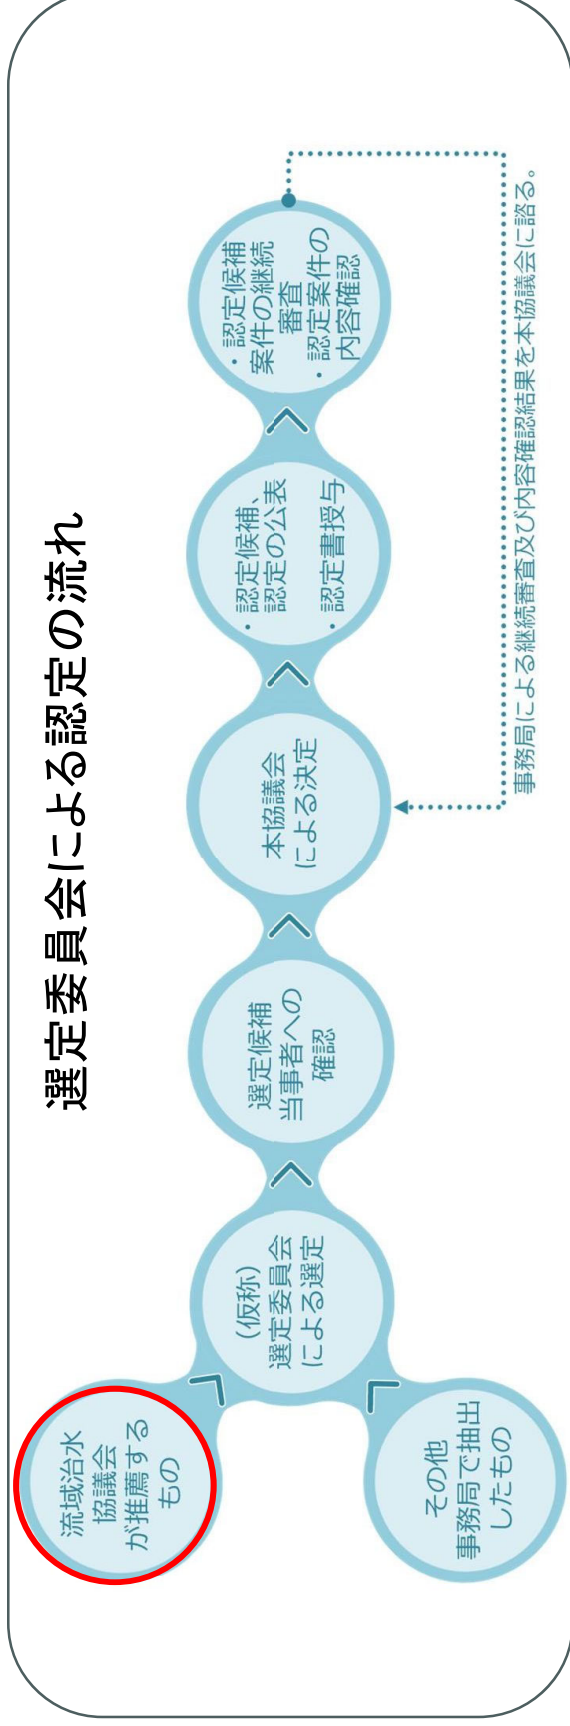 選定委員会による認定の流れ
流域治水
協議会
が推薦する
もの
その他
事務局で抽出
したもの
（仮称）
選定委員会
による選定
選定候補
当事者への
確認
本協議会
による決定
・認定候補、
認定の公表
・認定書授与
・認定候補
案件の継続
審査
・認定案件の
内容確認
事務局による継続審査及び内容確認結果を本協議会に諮る。